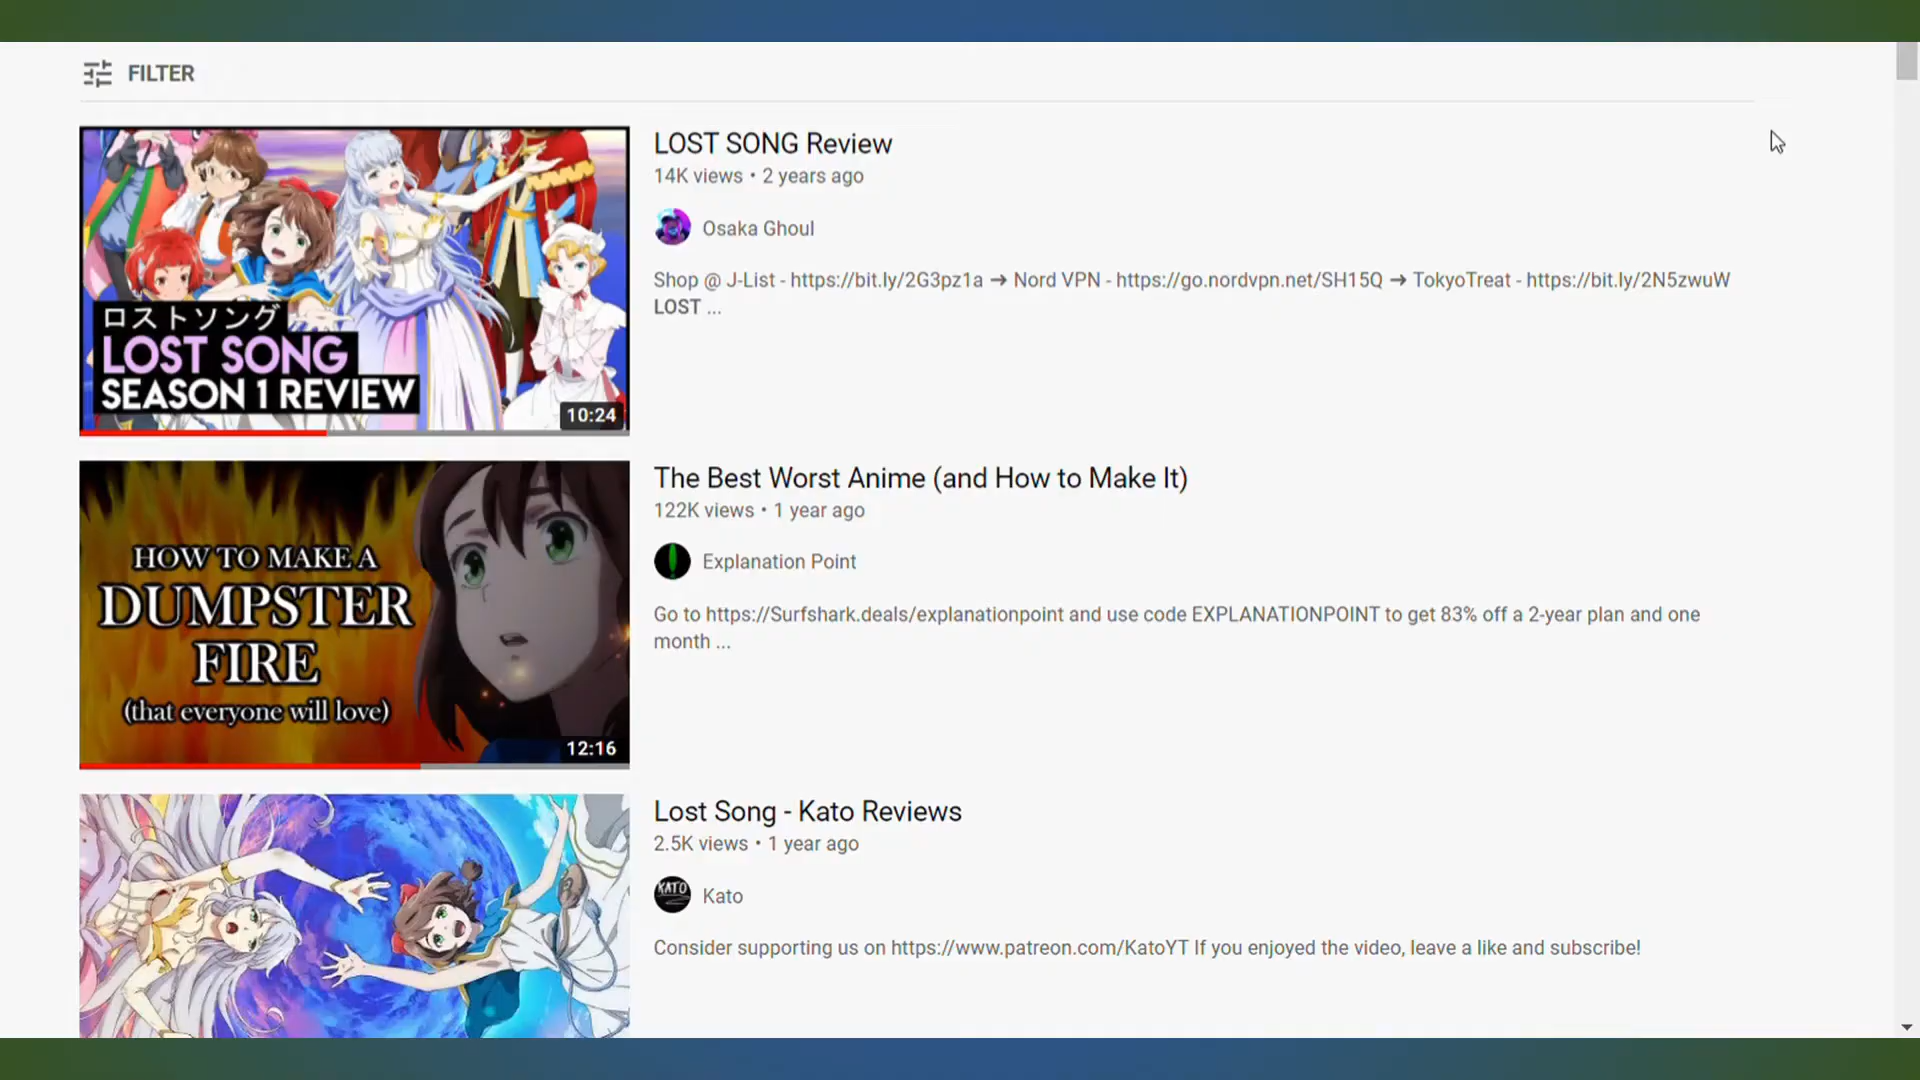 FILTER
LOST SONG Review
14K views • 2 years ago
Osaka Ghoul
Shop @ J-List - https://bit.ly/2G3pz1a ➔ Nord VPN - https://go.nordvpn.net/SH15Q ➔ TokyoTreat - https://bit.ly/2N5zwuW
LOST ...
ロストソング
LOST SONG
SEASON 1 REVIEW
10:24
The Best Worst Anime (and How to Make It)
122K views • 1 year ago
Explanation Point
Go to https://Surfshark.deals/explanationpoint and use code EXPLANATIONPOINT to get 83% off a 2-year plan and one
month ...
HOW TO MAKE A
DUMPSTER
FIRE
(that everyone will love)
12:16
Lost Song - Kato Reviews
2.5K views • 1 year ago
KATO
Kato
Consider supporting us on https://www.patreon.com/KatoYT If you enjoyed the video, leave a like and subscribe!